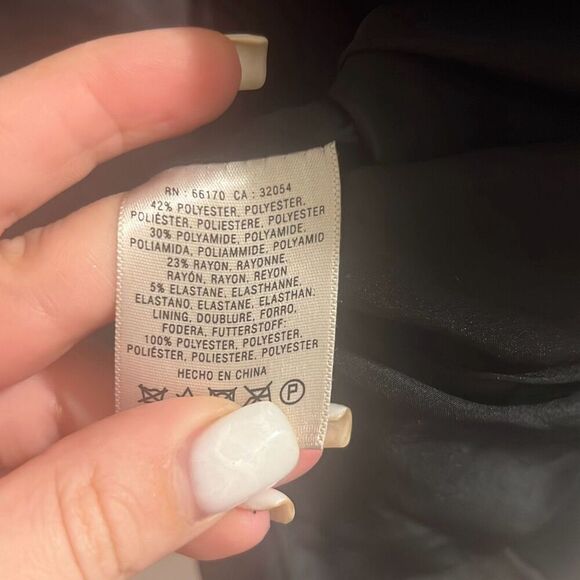 RN : 66170 CA : 32054
42% POLYESTER, POLYESTER,
POLIÉSTER, POLIESTERE, POLYESTER
30% POLYAMIDE, POLYAMIDE,
POLIAMIDA, POLIAMMIDE, POLYAMID
23% RAYON, RAYONNE,
RAYÓN, RAYON, REYON
5% ELASTANE, ELASTHANNE,
ELASTANO, ELASTANE, ELASTHAN.
LINING, DOUBLURE, FORRO,
FODERA, FUTTERSTOFF:
100% POLYESTER, POLYESTER,
POLIÉSTER, POLIESTERE, POLYESTER
HECHO EN CHINA
P